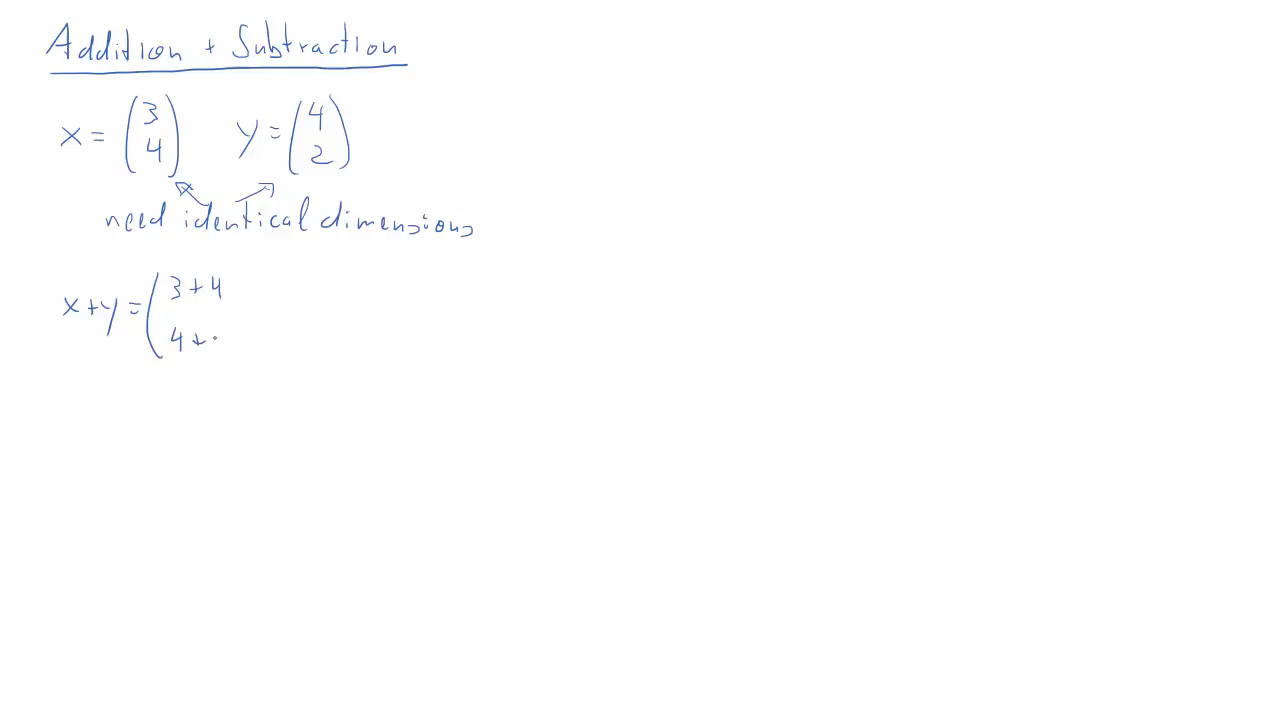 Addition + Subtraction
x = (3 4) y = (4 2)
need identical dimensions
x+y = (3+4 4+